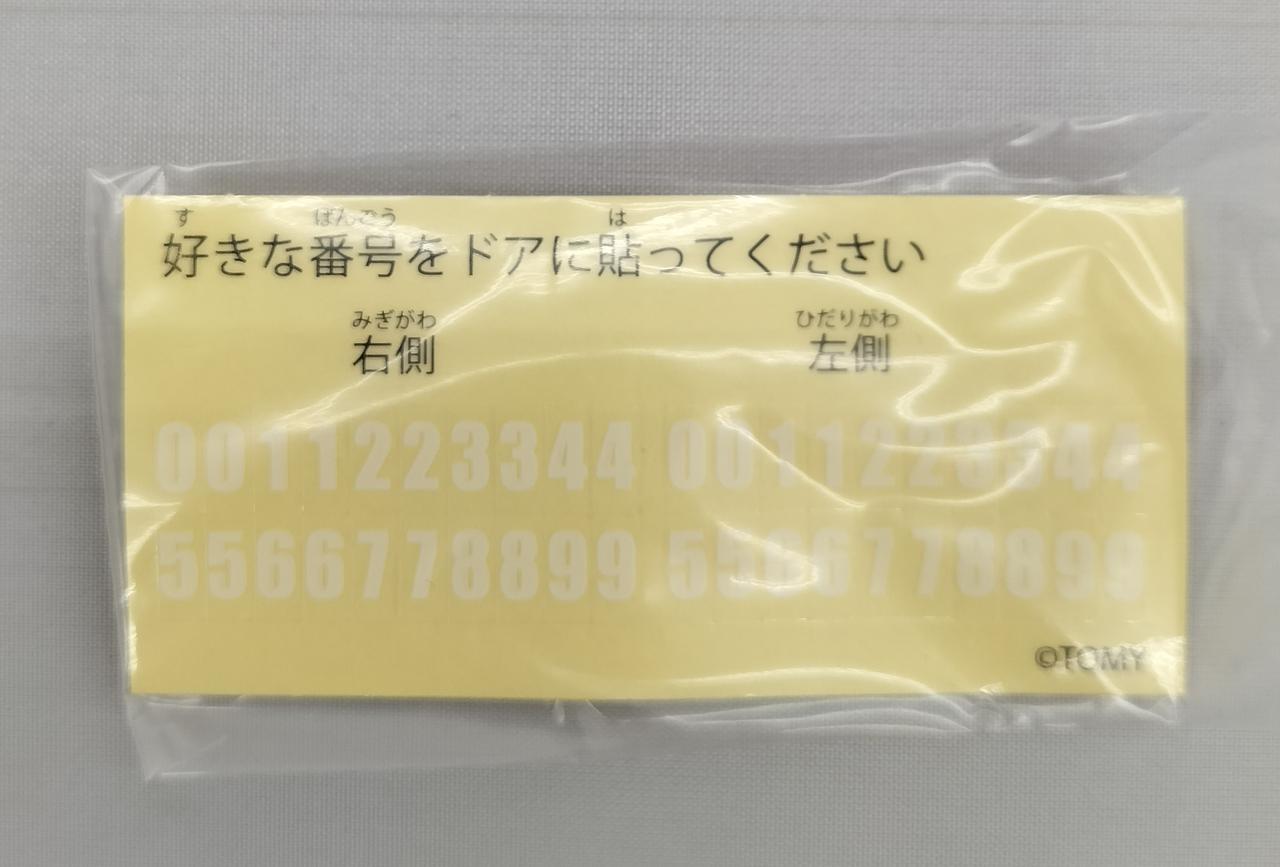 す ばんごう は
好きな番号をドアに貼ってください
みぎがわ ひだりがわ
右側 左側
0011223344 0011223344
5566778899 5566778899
©TOMY